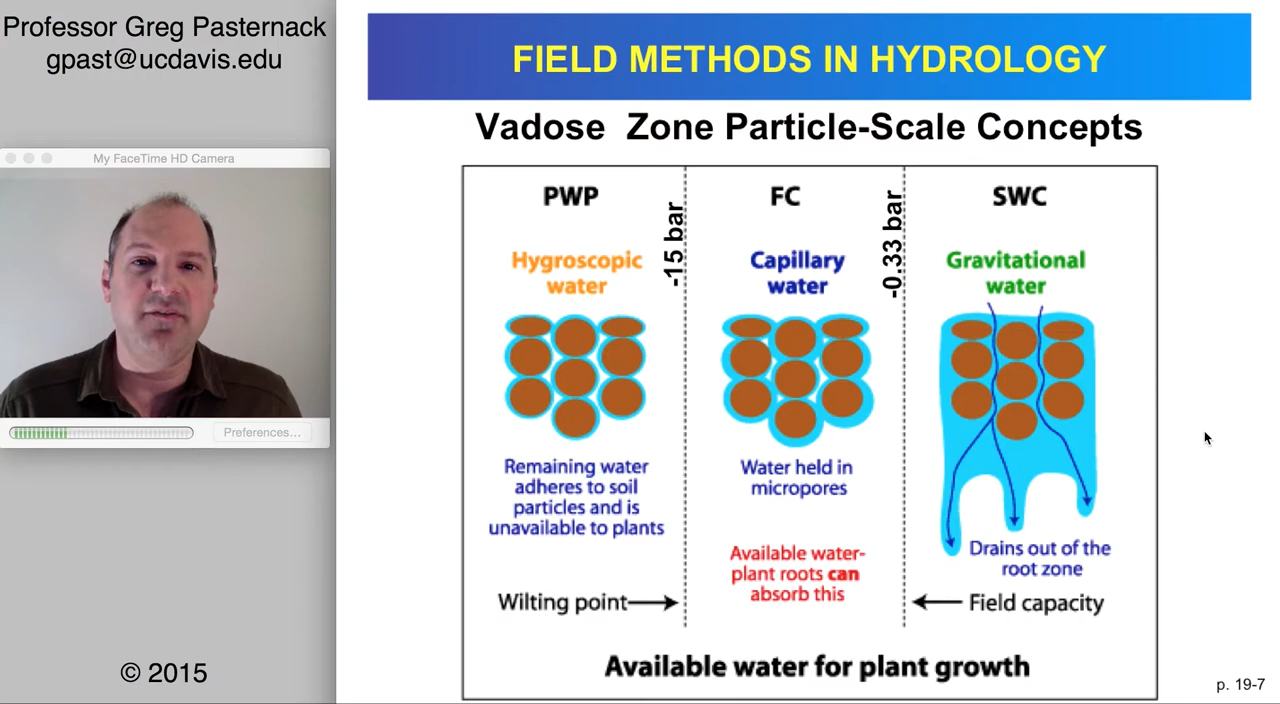 Professor Greg Pasternack
gpast@ucdavis.edu
My FaceTime HD Camera
Preferences...
© 2015
FIELD METHODS IN HYDROLOGY
Vadose Zone Particle-Scale Concepts
PWP
Hygroscopic
water
Remaining water
adheres to soil
particles and is
unavailable to plants
Wilting point
-15 bar
FC
Capillary
water
Water held in
micropores
Available water-
plant roots can
absorb this
-0.33 bar
SWC
Gravitational
water
Drains out of the
root zone
Field capacity
Available water for plant growth
p. 19-7